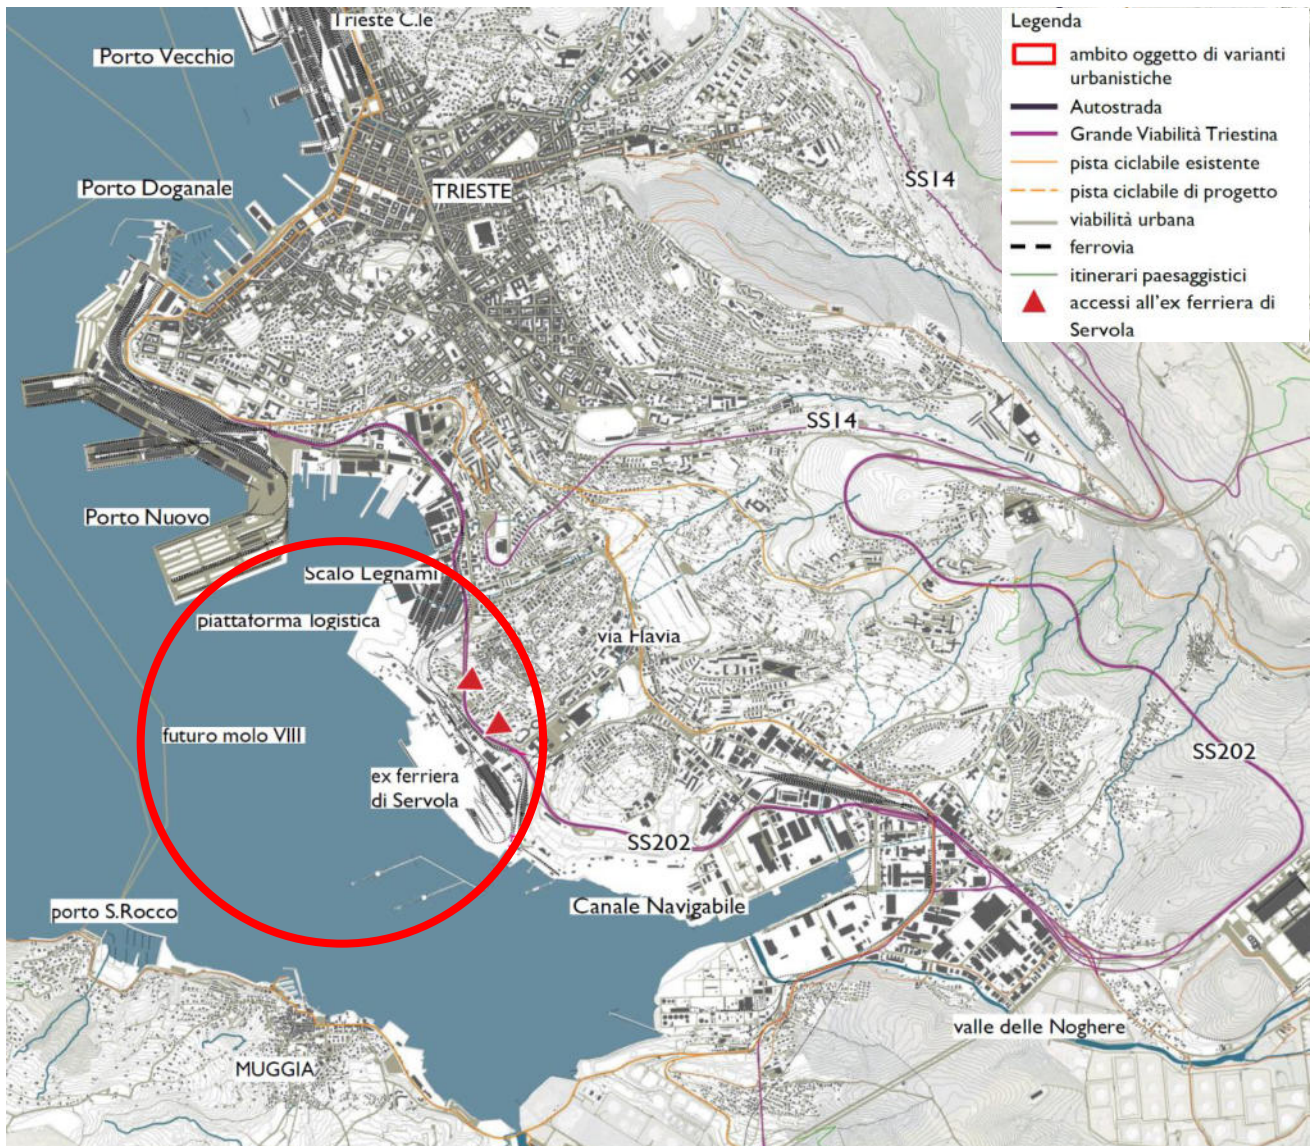 Trieste C.le
Porto Vecchio
Porto Doganale
TRIESTE
SS14
Legenda
ambito oggetto di varianti
urbanistiche
Autostrada
Grande Viabilità Triestina
pista ciclabile esistente
pista ciclabile di progetto
viabilità urbana
ferrovia
itinerari paesaggistici
accessi all'ex ferriera di
Servola
SS14
Porto Nuovo
Scalo Legnami
piattaforma logistica
via Flavia
futuro molo VIII
ex ferriera
di Servola
SS202
SS202
Canale Navigabile
porto S.Rocco
valle delle Noghere
MUGGIA